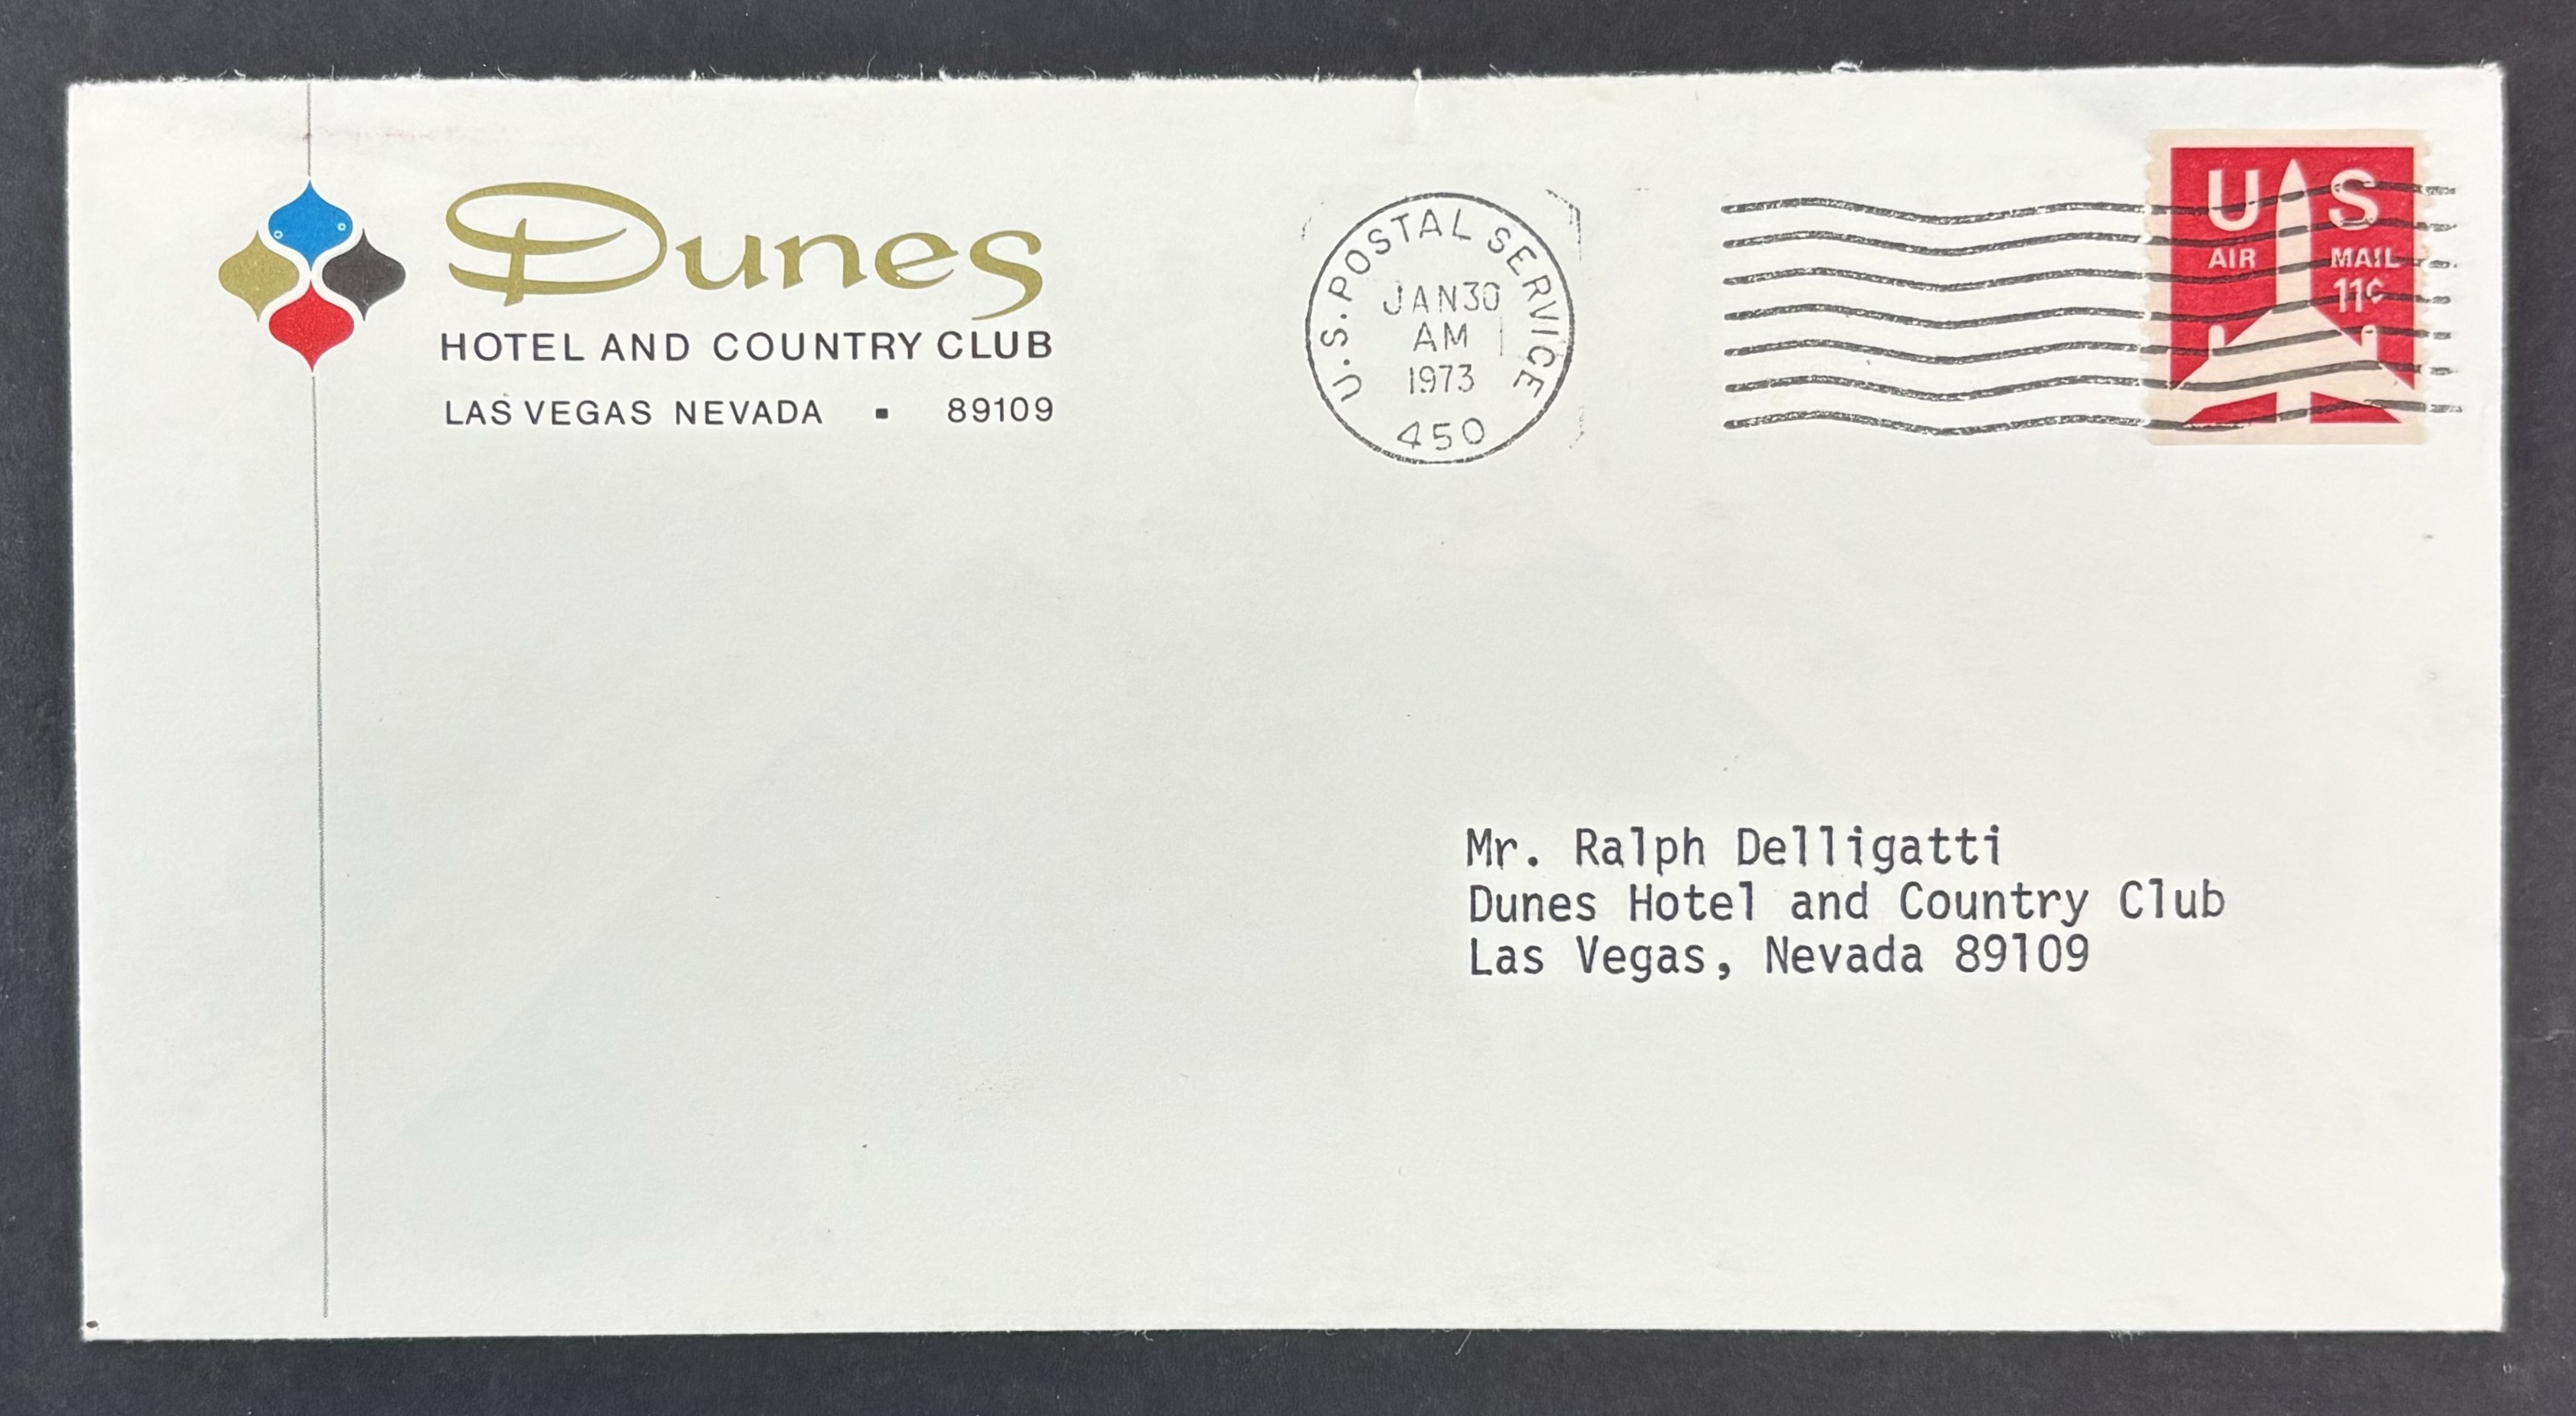 Dunes
HOTEL AND COUNTRY CLUB
LAS VEGAS NEVADA ▪ 89109
U.S. POSTAL SERVICE
JAN 30
AM
1973
450
US
AIR MAIL
11¢
Mr. Ralph Delligatti
Dunes Hotel and Country Club
Las Vegas, Nevada 89109